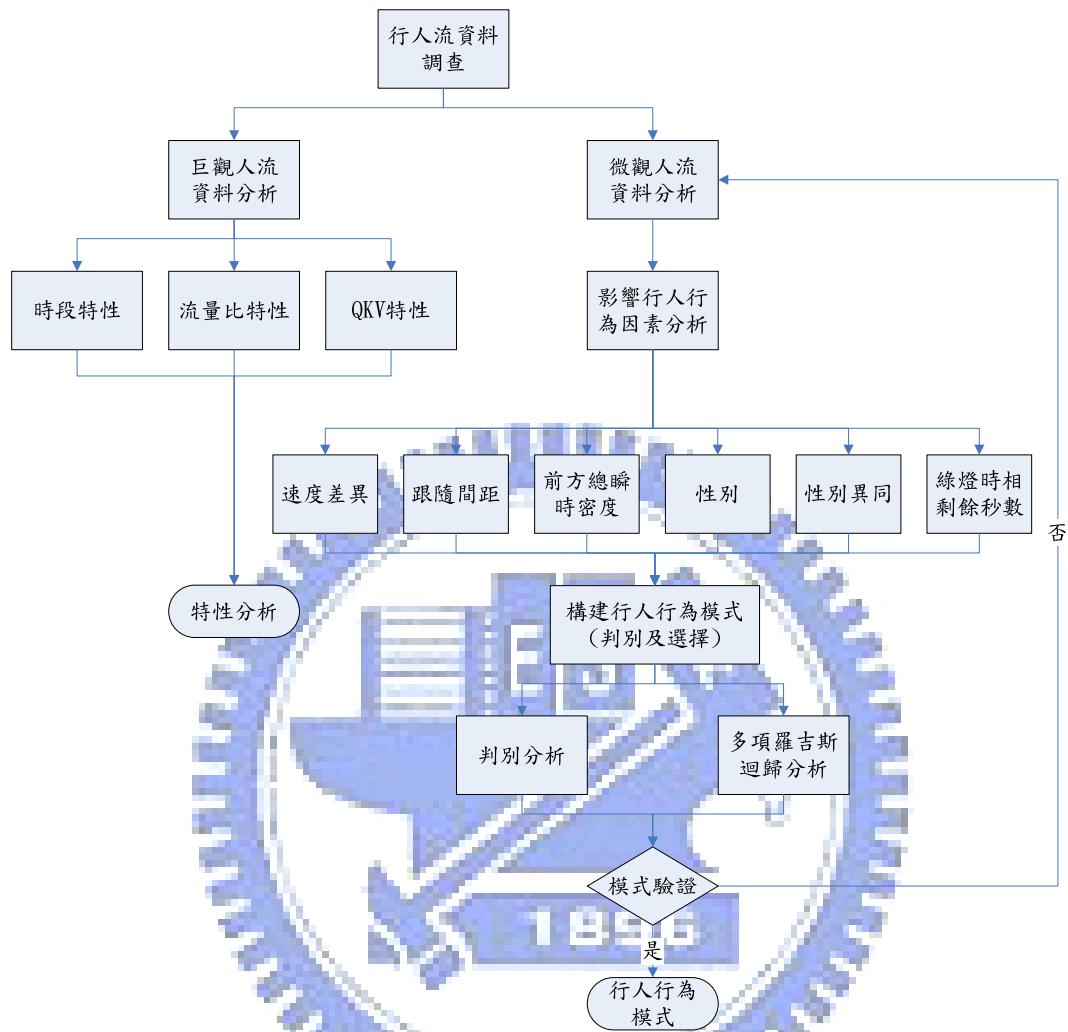 行人流資料
調查
巨觀人流
資料分析
微觀人流
資料分析
時段特性
流量比特性
QKV特性
影響行人行
為因素分析
速度差異
跟隨間距
前方總瞬
時密度
性別
性別異同
綠燈時相
剩餘秒數
否
特性分析
構建行人行為模式
(判別及選擇)
判別分析
多項羅吉斯
迴歸分析
模式驗證
1896
是
行人行為
模式